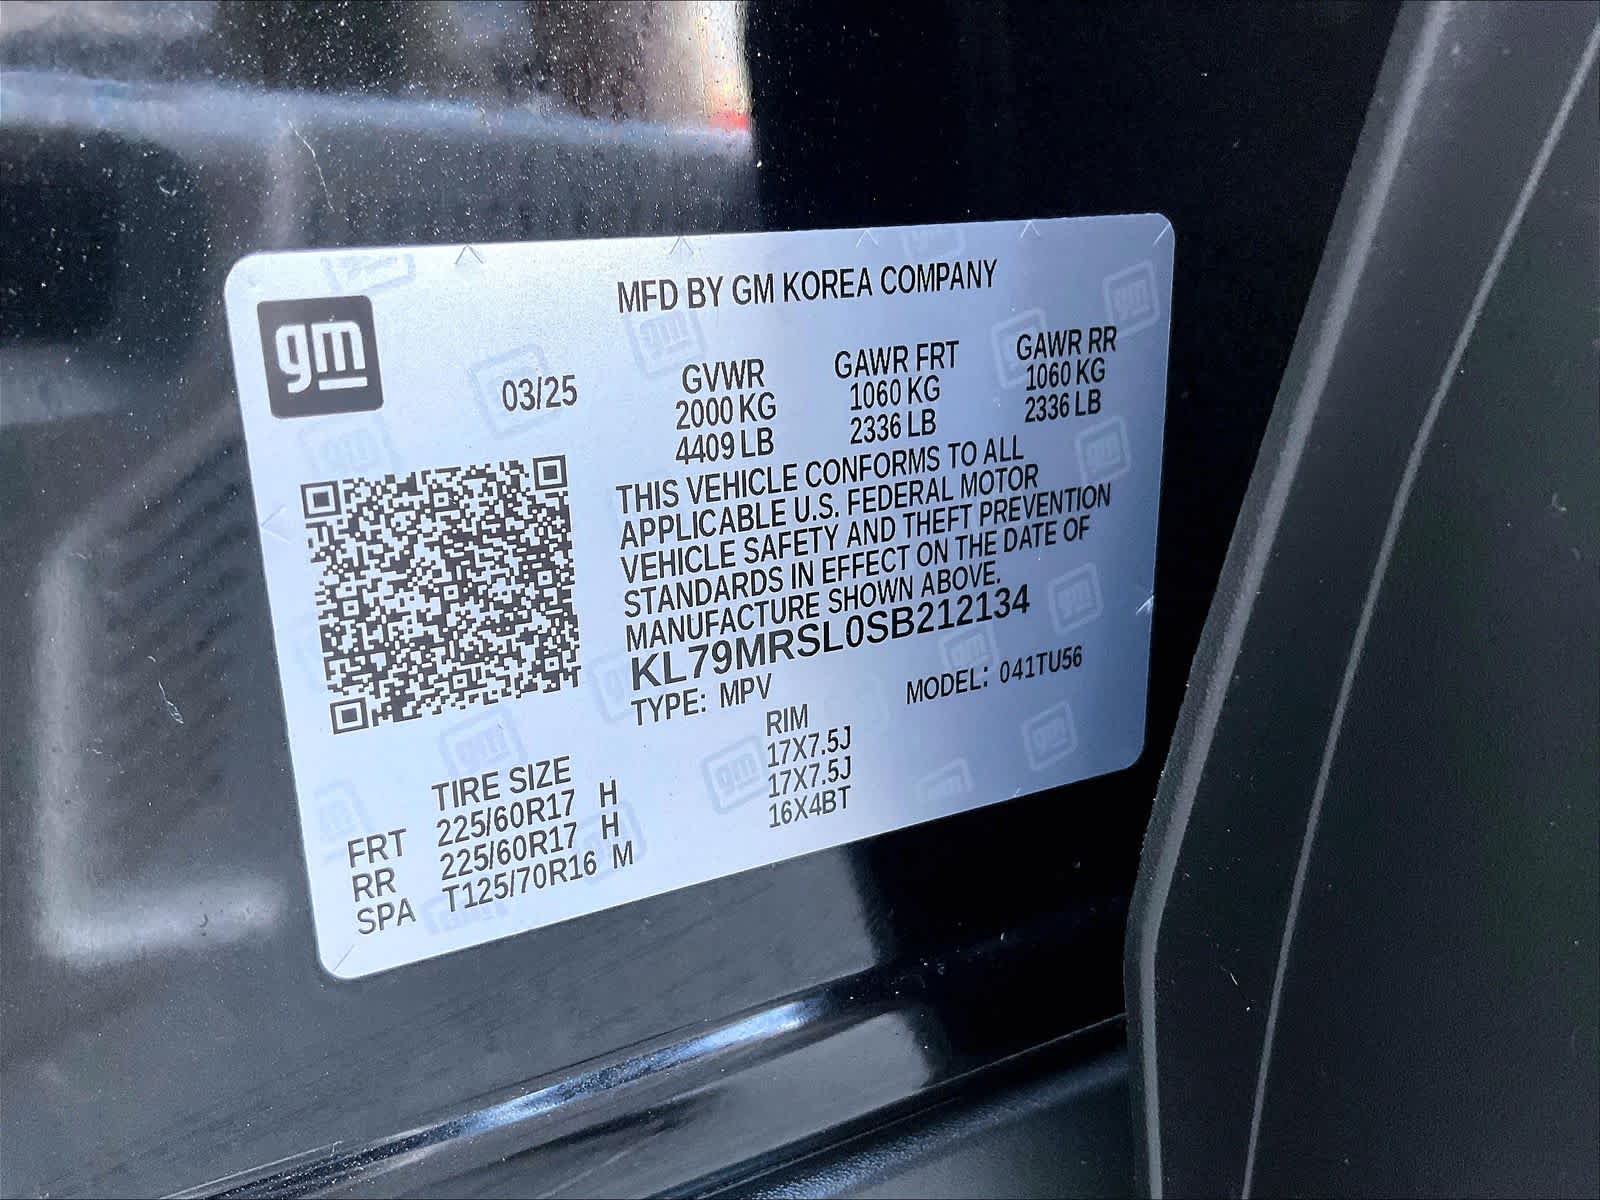 MFD BY GM KOREA COMPANY
gm
03/25
GVWR GAWR FRT GAWR RR
2000 KG 1060 KG 1060 KG
4409 LB 2336 LB 2336 LB
THIS VEHICLE CONFORMS TO ALL
APPLICABLE U.S. FEDERAL MOTOR
VEHICLE SAFETY AND THEFT PREVENTION
STANDARDS IN EFFECT ON THE DATE OF
MANUFACTURE SHOWN ABOVE.
KL79MRSL0SB212134
TYPE: MPV MODEL: 041TU56
TIRE SIZE RIM
FRT 225/60R17 H 17X7.5J
RR 225/60R17 H 17X7.5J
SPA T125/70R16 M 16X4BT